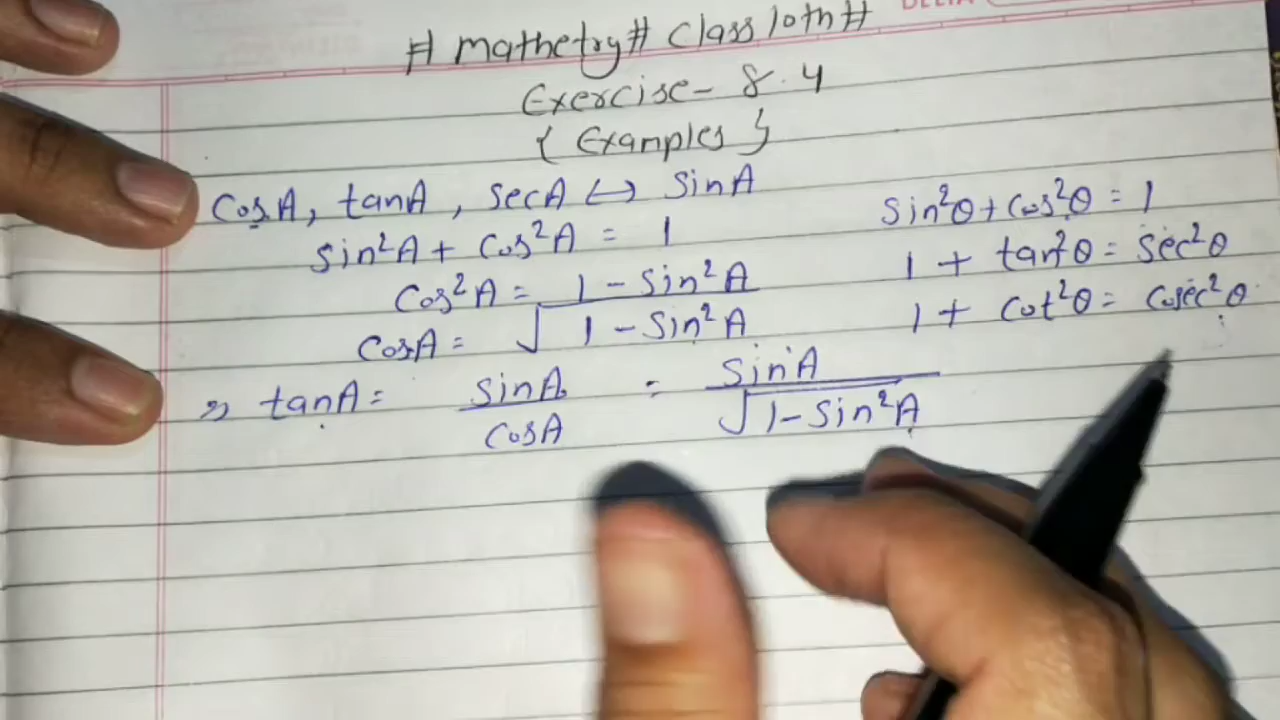 # mathetry# Class 10th#
Exercise- 8.4
{ Examples }
CosA, tanA, secA ↔ SinA
sin²A + Cos²A = 1
Cos²A = 1 - Sin²A
CosA = √1 - Sin²A
⇒ tanA = sinA/CosA = SinA/√1-Sin²A
Sin²θ + Cos²θ = 1
1 + tan²θ = Sec²θ
1 + Cot²θ = Cosec²θ